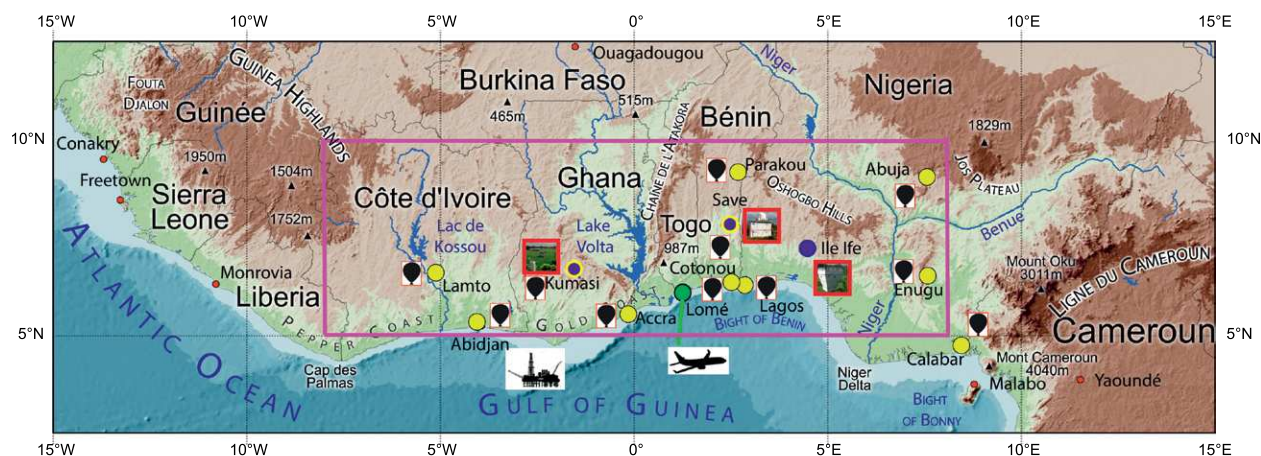 15°W 10°W 5°W 0° 5°E 10°E 15°E
Ouagadougou
Niger
GUINEA HIGHLANDS
Burkina Faso
Nigeria
FOUTA
DJALON
Guinée
515m
465m
CHAÎNE DE L'ATAKORA
Bénin
1829m
10°N
10°N
Conakry
1950m
1504m
Parakou
Abuja
JOS PLATEAU
Freetown
Ghana
Sierra
Leone
Côte d'Ivoire
OSHOGBO HILLS
Save
1752m
Lac de
Kossou
Lake
Volta
Togo
987m
Ile Ife
Benue
ATLANTIC OCEAN
Monrovia
Liberia
Lamto
Kumasi
Cotonou
Mount Oku
3011m
LIGNE DU CAMEROUN
Enugu
PEPPER COAST
GOLD COAST
Accra
Lomé
Lagos
BIGHT OF BÉNIN
Niger
Cameroun
5°N
5°N
Abidjan
Calabar
Cap des
Palmas
Niger
Delta
Mont Cameroun
4040m
Malabo
Yaoundé
GULF OF GUINEA
BIGHT
OF BONNY
15°W 10°W 5°W 0° 5°E 10°E 15°E